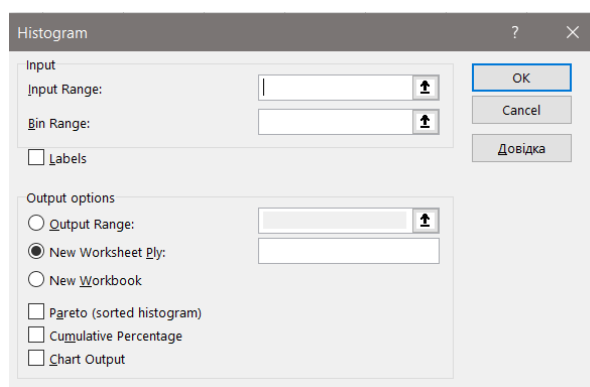 Histogram ?
Input
Input Range:
Bin Range:
Labels
OK
Cancel
Довідка
Output options
Output Range:
New Worksheet Ply:
New Workbook
Pareto (sorted histogram)
Cumulative Percentage
Chart Output